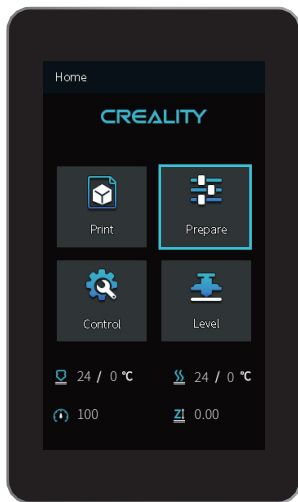 Home
CREALITY
Print
Prepare
Control
Level
24 / 0 ℃
24 / 0 ℃
100
Z 0.00